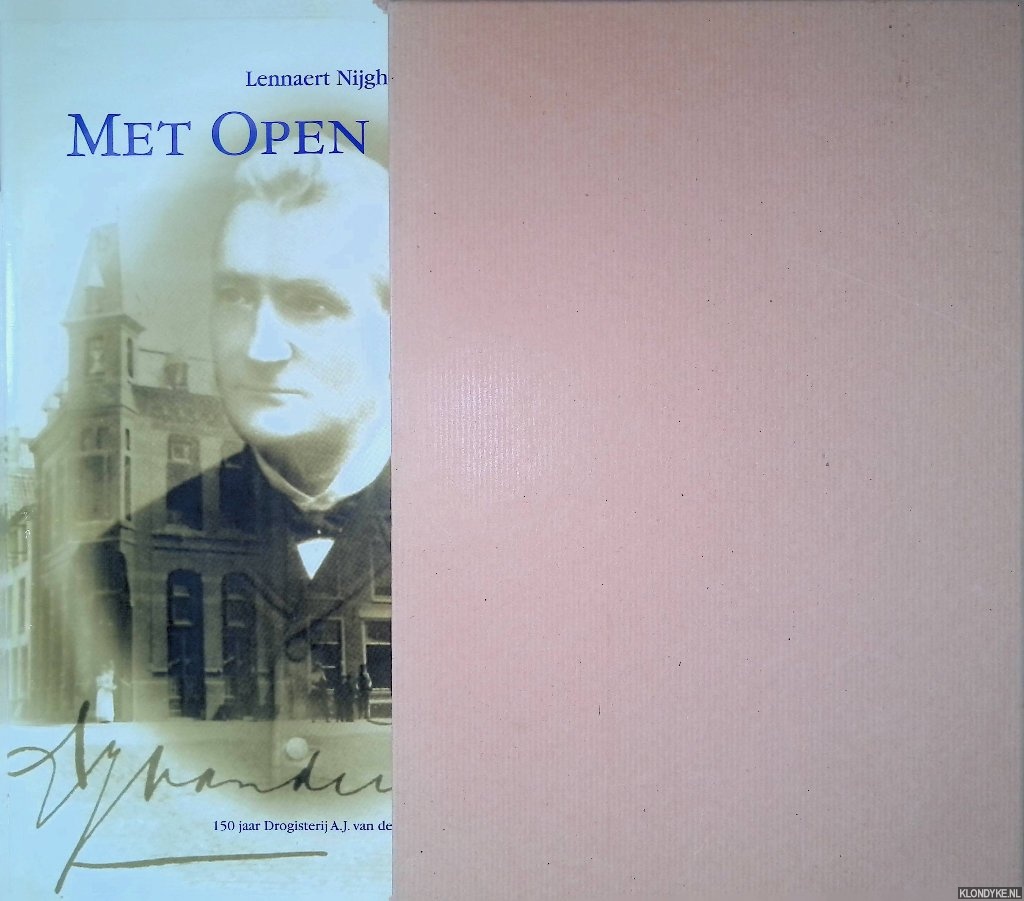 Lennaert Nijgh
MET OPEN
150 jaar Drogisterij A.J. van de
KLONDYKE.NL